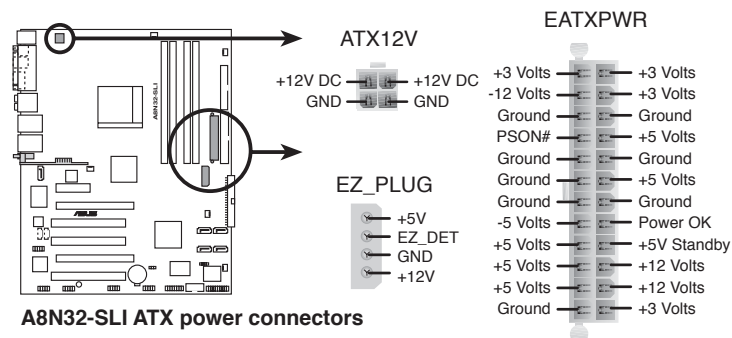 EATXPWR
ATX12V
+12V DC +12V DC
GND GND
+3 Volts +3 Volts
-12 Volts +3 Volts
Ground Ground
PSON# +5 Volts
Ground Ground
Ground +5 Volts
Ground Ground
-5 Volts Power OK
+5 Volts +5V Standby
+5 Volts +12 Volts
+5 Volts +12 Volts
Ground +3 Volts
EZ_PLUG
+5V
EZ_DET
GND
+12V
A8N32-SLI
ASUS
A8N32-SLI ATX power connectors